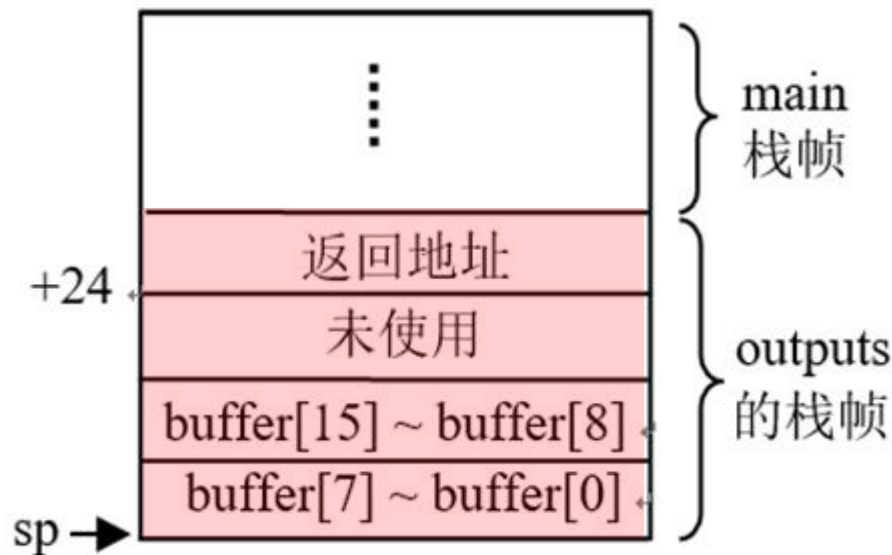 main
栈帧
返回地址
+24
未使用
outputs
的栈帧
buffer[15] ~ buffer[8]
buffer[7] ~ buffer[0]
sp